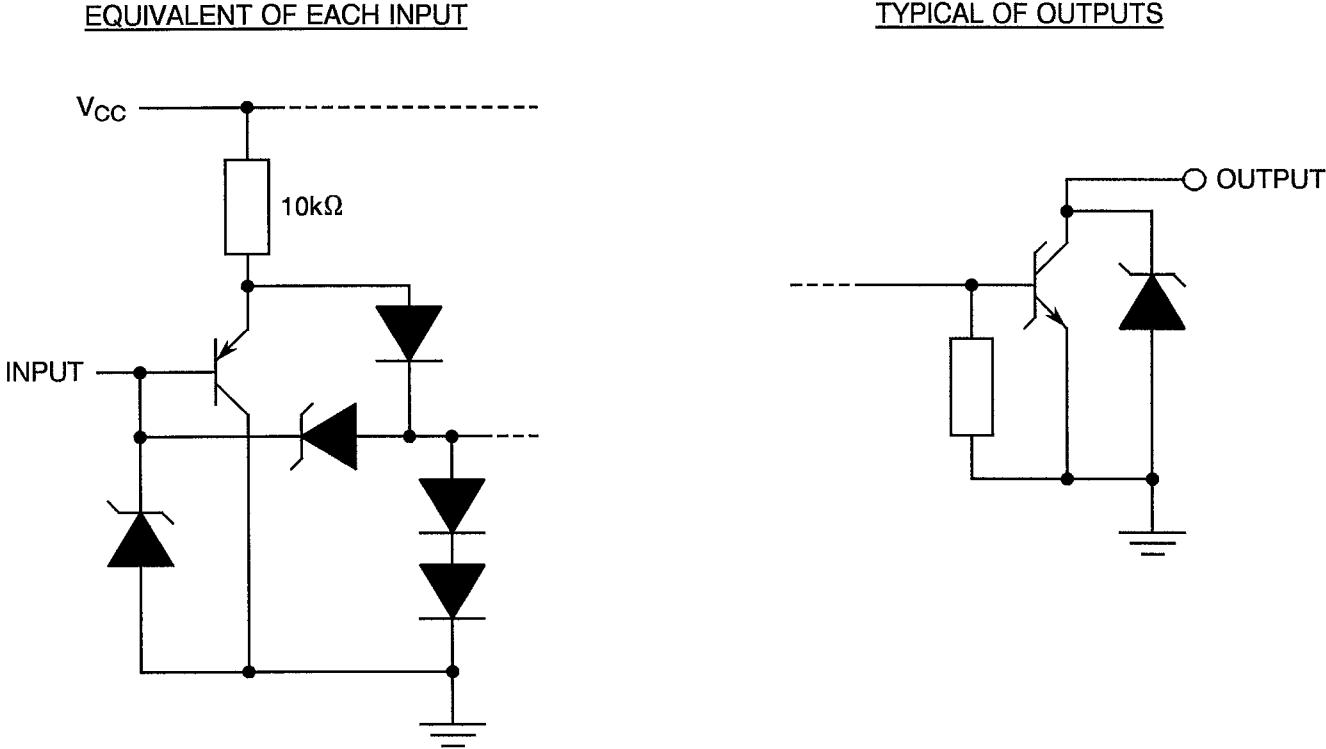 EQUIVALENT OF EACH INPUT
TYPICAL OF OUTPUTS
VCC
10kΩ
INPUT
OUTPUT